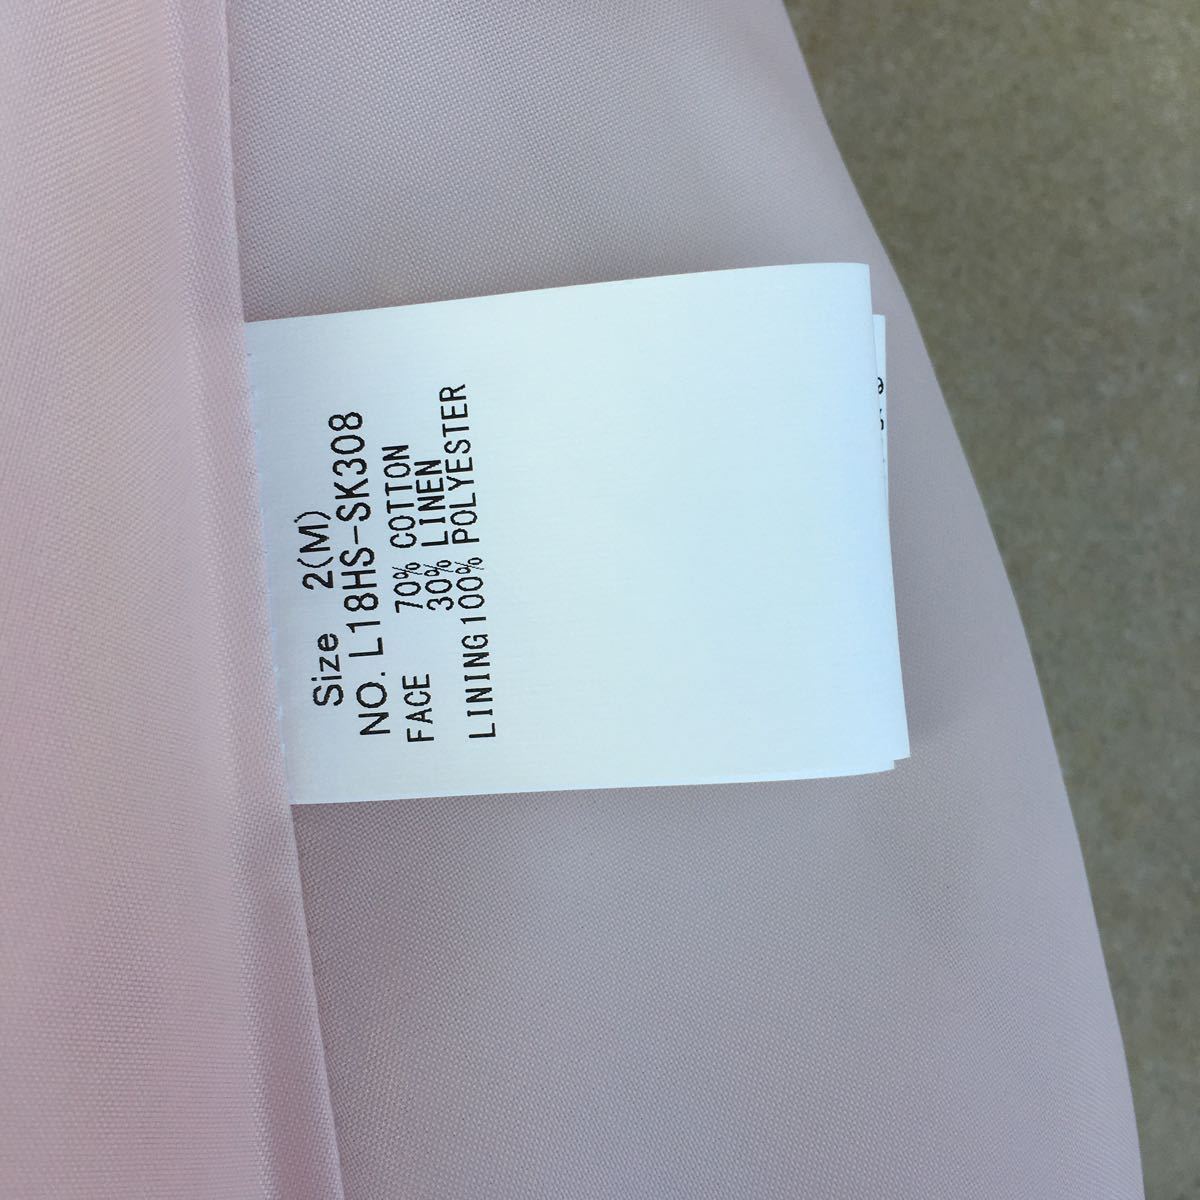 Size 2(M)
NO. L18HS-SK308
FACE 70% COTTON
30% LINEN
LINING100% POLYESTER